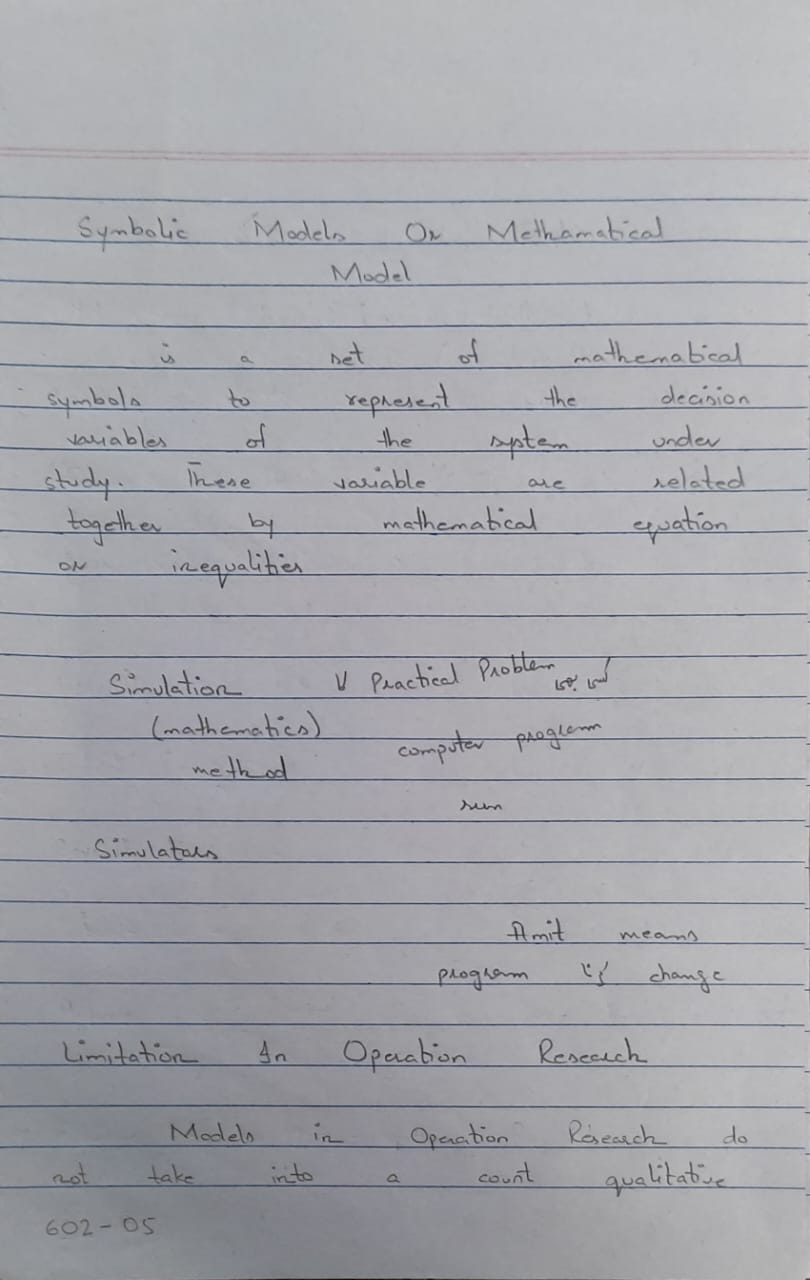 Symbolic Models Or Methamatical
Model
is a set of mathematical
symbols to represent the decision
variables of the system under
study. These variable are related
together by mathematical equation
or inequalities
Simulation Practical Problem
(mathematics) computer program
method
run
Simulators
Amit means
program change
Limitation In Operation Research
Models in Operation Research do
not take into a count qualitative
602-05